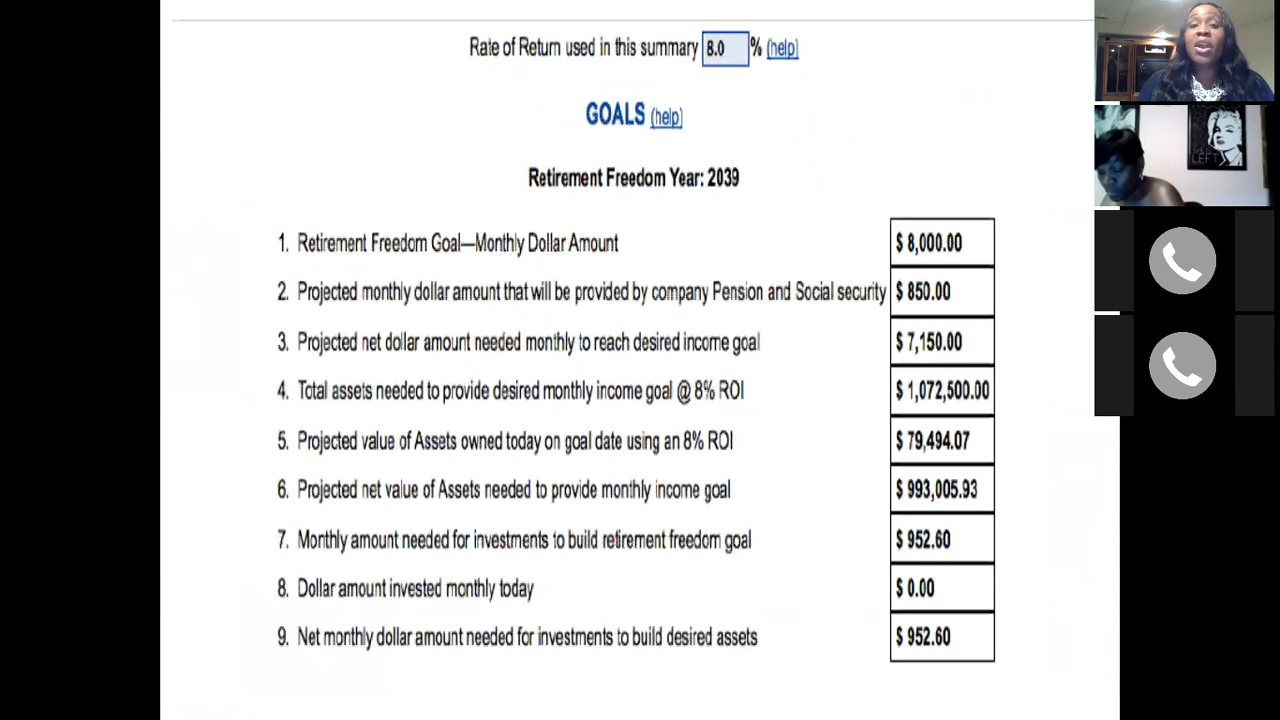 Rate of Return used in this summary 8.0 % (help)
GOALS (help)
Retirement Freedom Year: 2039
1. Retirement Freedom Goal—Monthly Dollar Amount $ 8,000.00
2. Projected monthly dollar amount that will be provided by company Pension and Social security $ 850.00
3. Projected net dollar amount needed monthly to reach desired income goal $ 7,150.00
4. Total assets needed to provide desired monthly income goal @ 8% ROI $ 1,072,500.00
5. Projected value of Assets owned today on goal date using an 8% ROI $ 79,494.07
6. Projected net value of Assets needed to provide monthly income goal $ 993,005.93
7. Monthly amount needed for investments to build retirement freedom goal $ 952.60
8. Dollar amount invested monthly today $ 0.00
9. Net monthly dollar amount needed for investments to build desired assets $ 952.60
LEFT